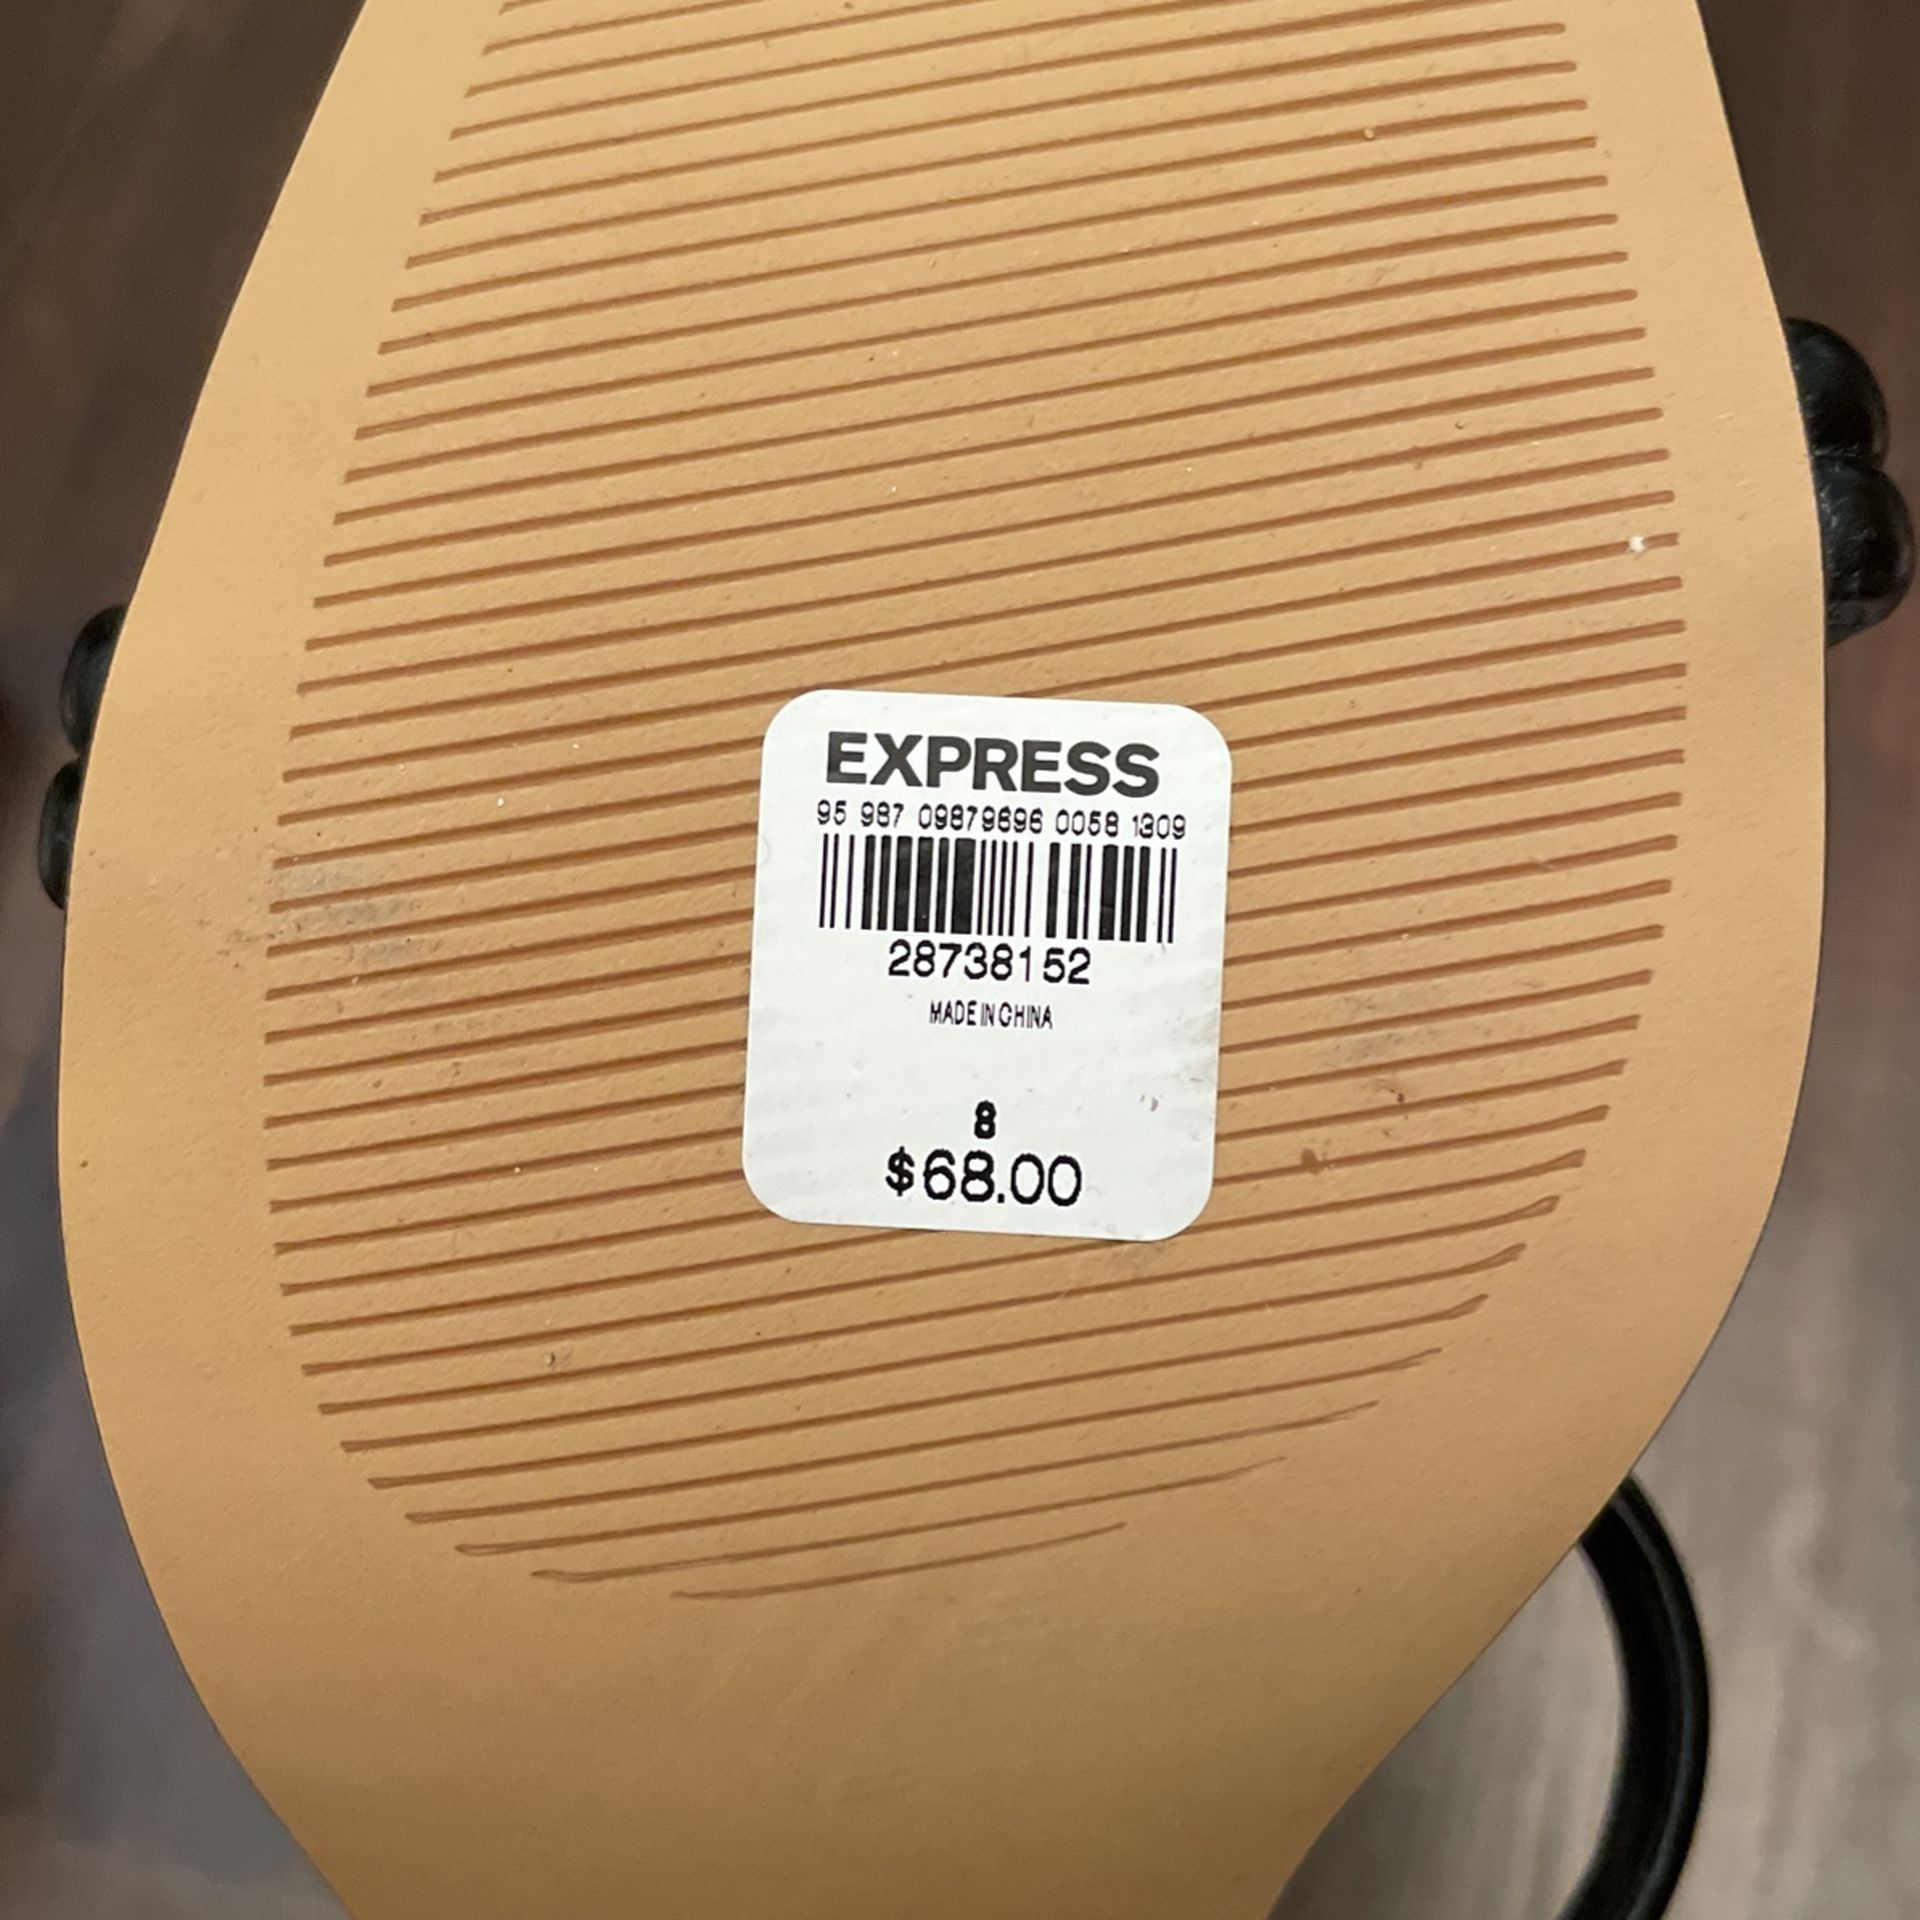 EXPRESS
95 987 09879696 0058 1309
28738152
MADE IN CHINA
8
$68.00